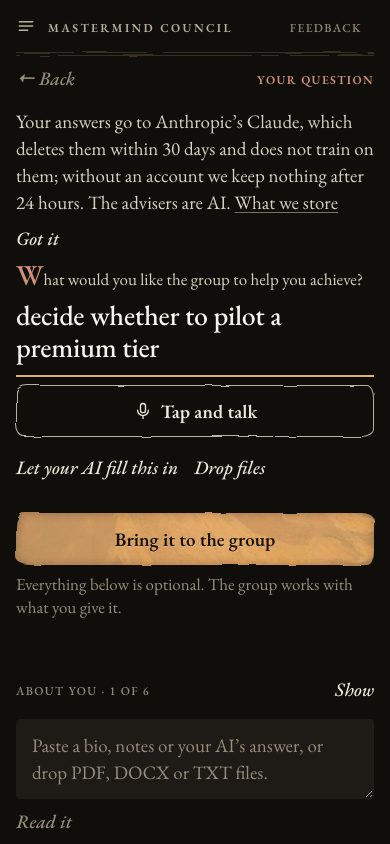 MASTERMIND COUNCIL FEEDBACK
← Back YOUR QUESTION
Your answers go to Anthropic’s Claude, which
deletes them within 30 days and does not train on
them; without an account we keep nothing after
24 hours. The advisers are AI. What we store
Got it
What would you like the group to help you achieve?
decide whether to pilot a
premium tier
Tap and talk
Let your AI fill this in Drop files
Bring it to the group
Everything below is optional. The group works with
what you give it.
ABOUT YOU · 1 OF 6 Show
Paste a bio, notes or your AI’s answer, or
drop PDF, DOCX or TXT files.
Read it